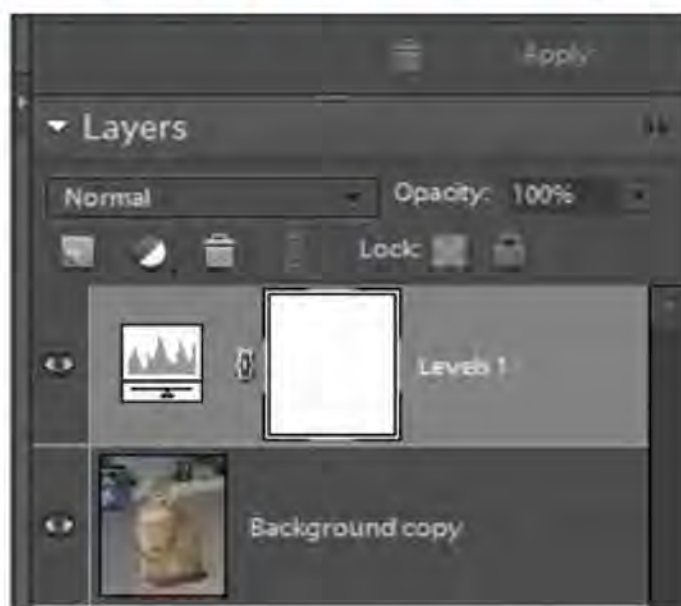 Apply
Layers
Normal Opacity: 100%
Lock:
Levels 1
Background copy